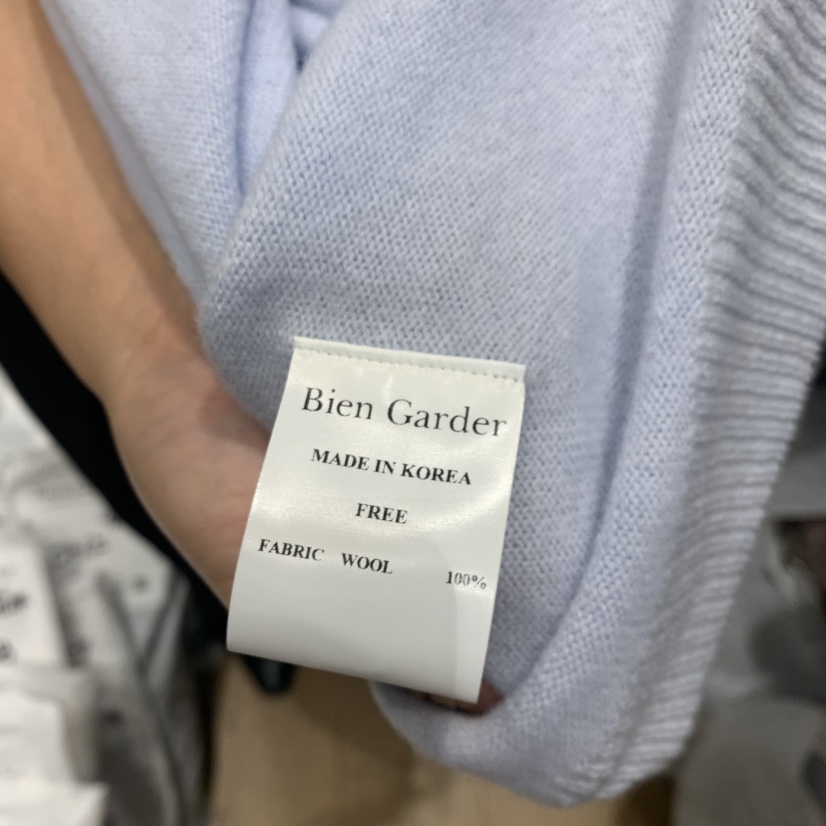 Bien Garder
MADE IN KOREA
FREE
FABRIC WOOL 100%